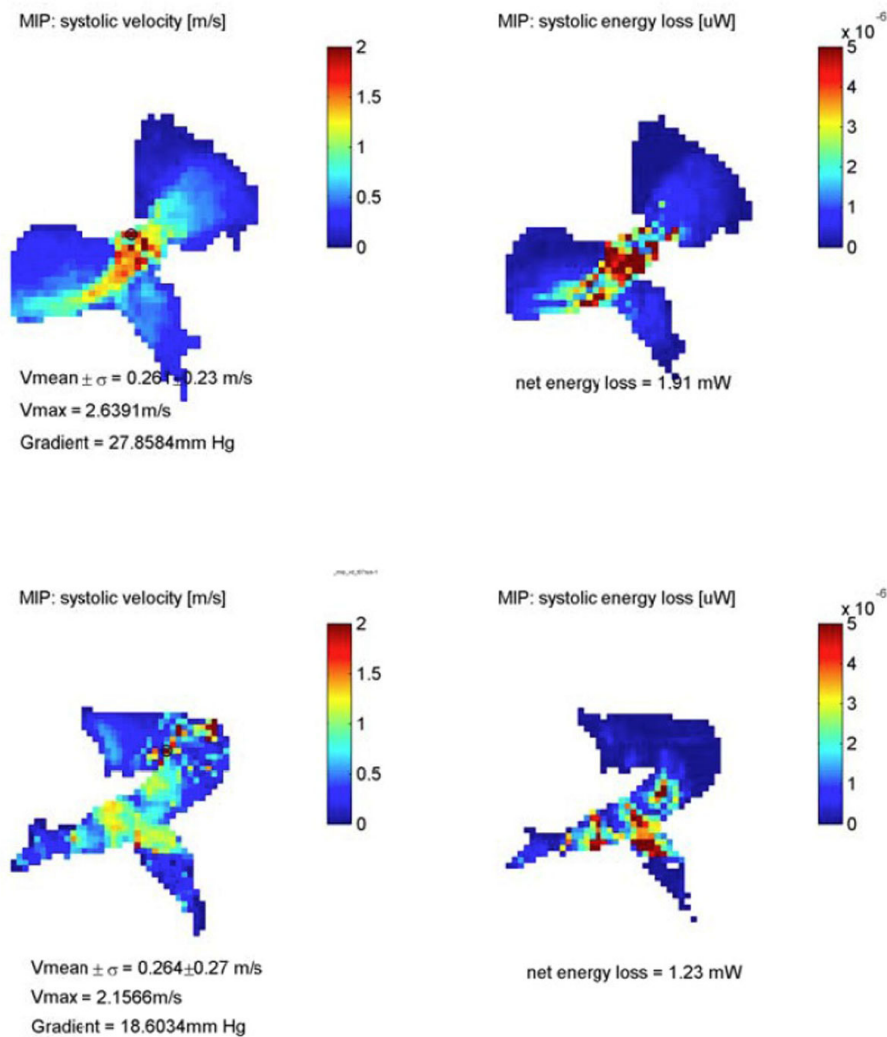 MIP: systolic velocity [m/s]
MIP: systolic energy loss [uW]
x 10⁻⁶
2
1.5
1
0.5
0
5
4
3
2
1
0
Vmean ± σ = 0.261±0.23 m/s
Vmax = 2.6391m/s
Gradient = 27.8584mm Hg
net energy loss = 1.91 mW
MIP: systolic velocity [m/s]
MIP: systolic energy loss [uW]
x 10⁻⁶
2
1.5
1
0.5
0
5
4
3
2
1
0
Vmean ± σ = 0.264±0.27 m/s
Vmax = 2.1566m/s
Gradient = 18.6034mm Hg
net energy loss = 1.23 mW